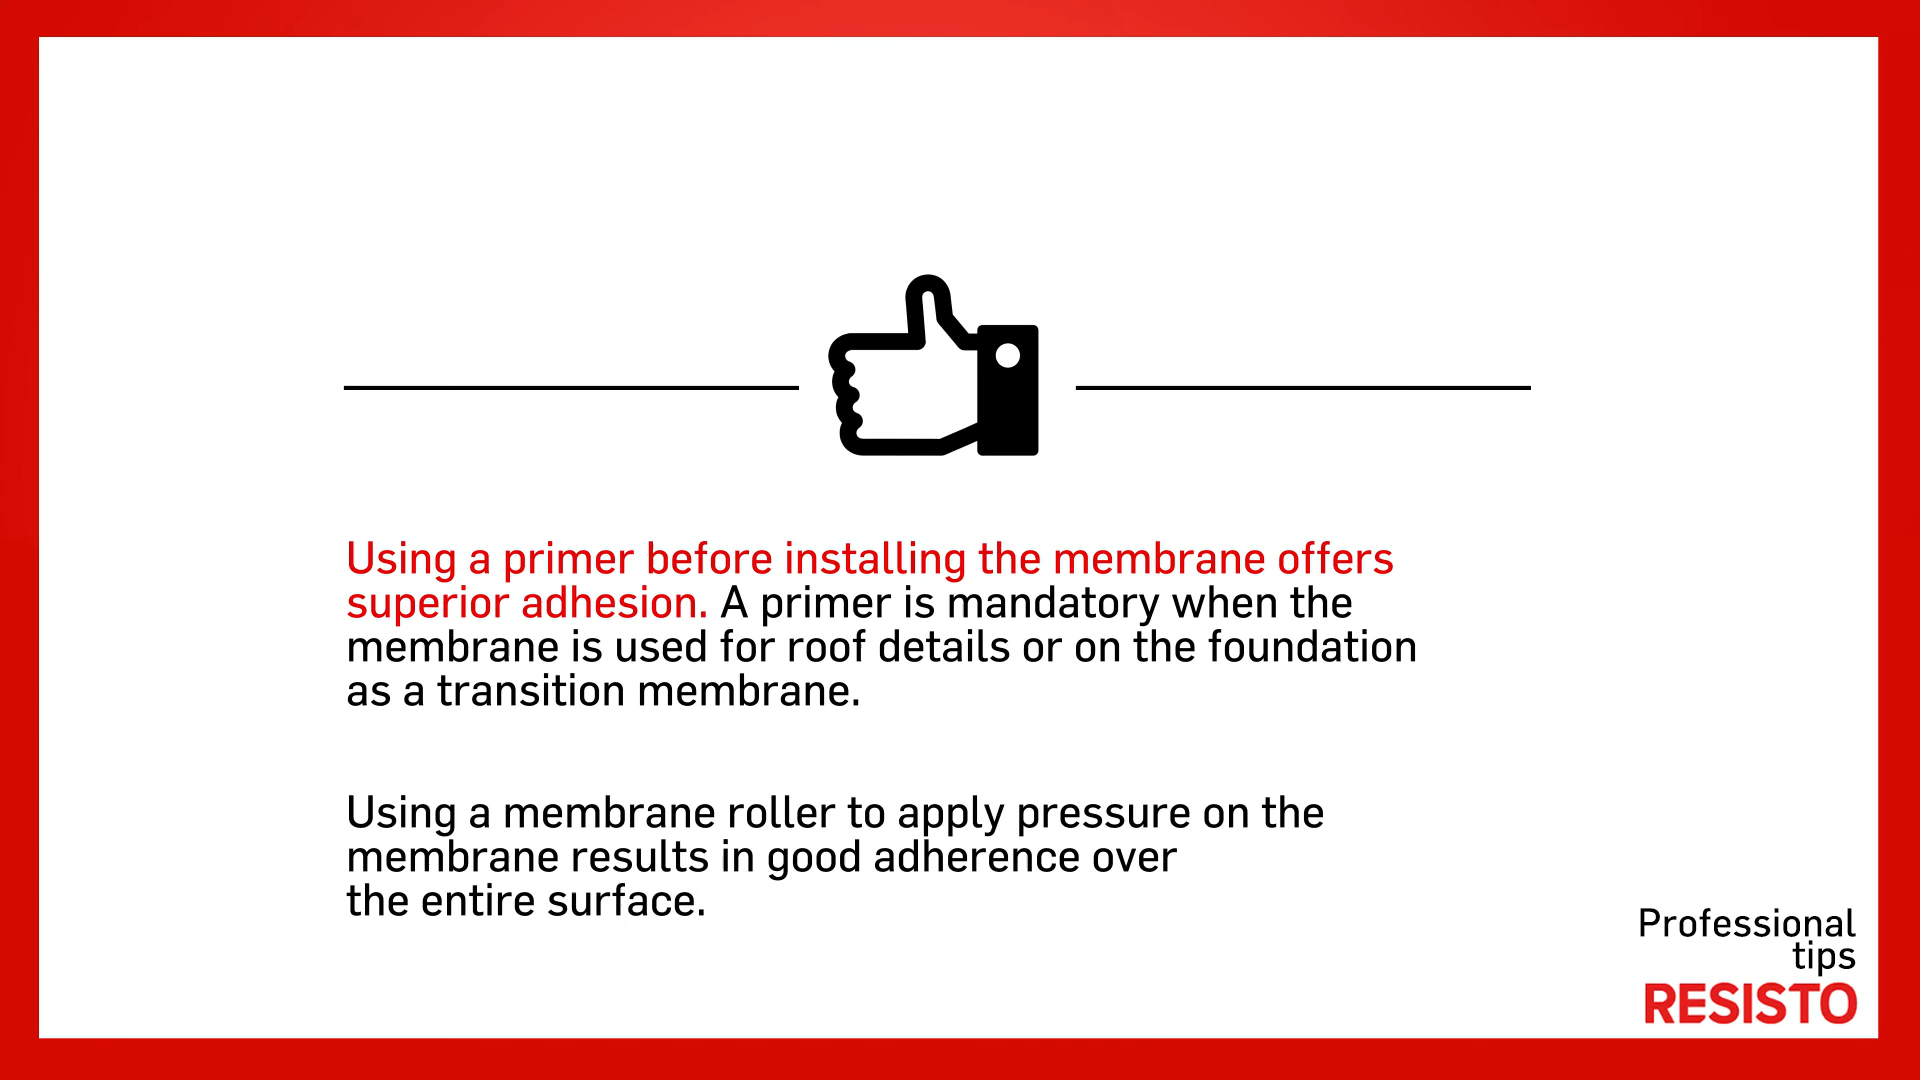 Using a primer before installing the membrane offers
superior adhesion. A primer is mandatory when the
membrane is used for roof details or on the foundation
as a transition membrane.
Using a membrane roller to apply pressure on the
membrane results in good adherence over
the entire surface.
Professional
tips
RESISTO